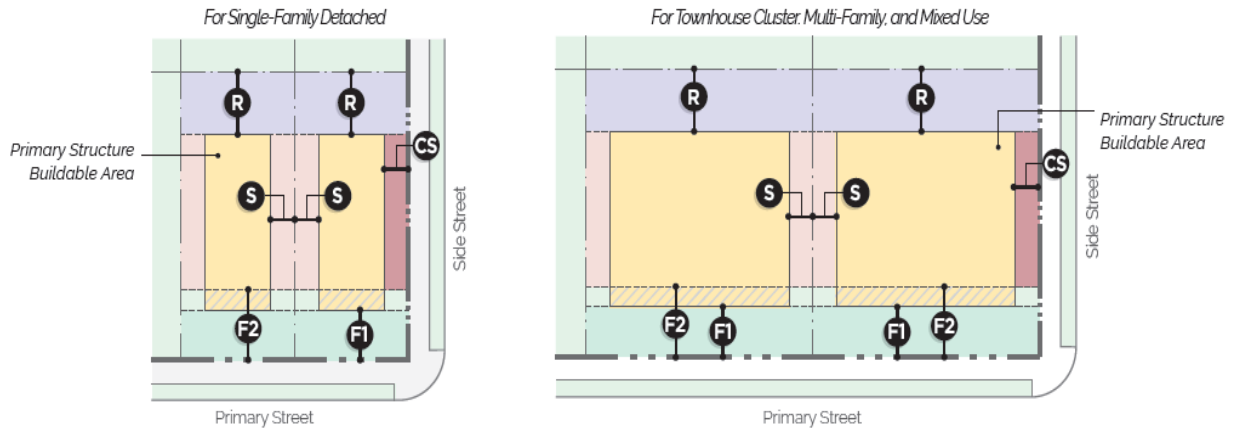 For Single-Family Detached
R
R
Primary Structure
Buildable Area
CS
S
S
Side Street
F2
F1
Primary Street
For Townhouse Cluster. Multi-Family, and Mixed Use
R
R
Primary Structure
Buildable Area
CS
S
S
Side Street
F2
F1
F1
F2
Primary Street